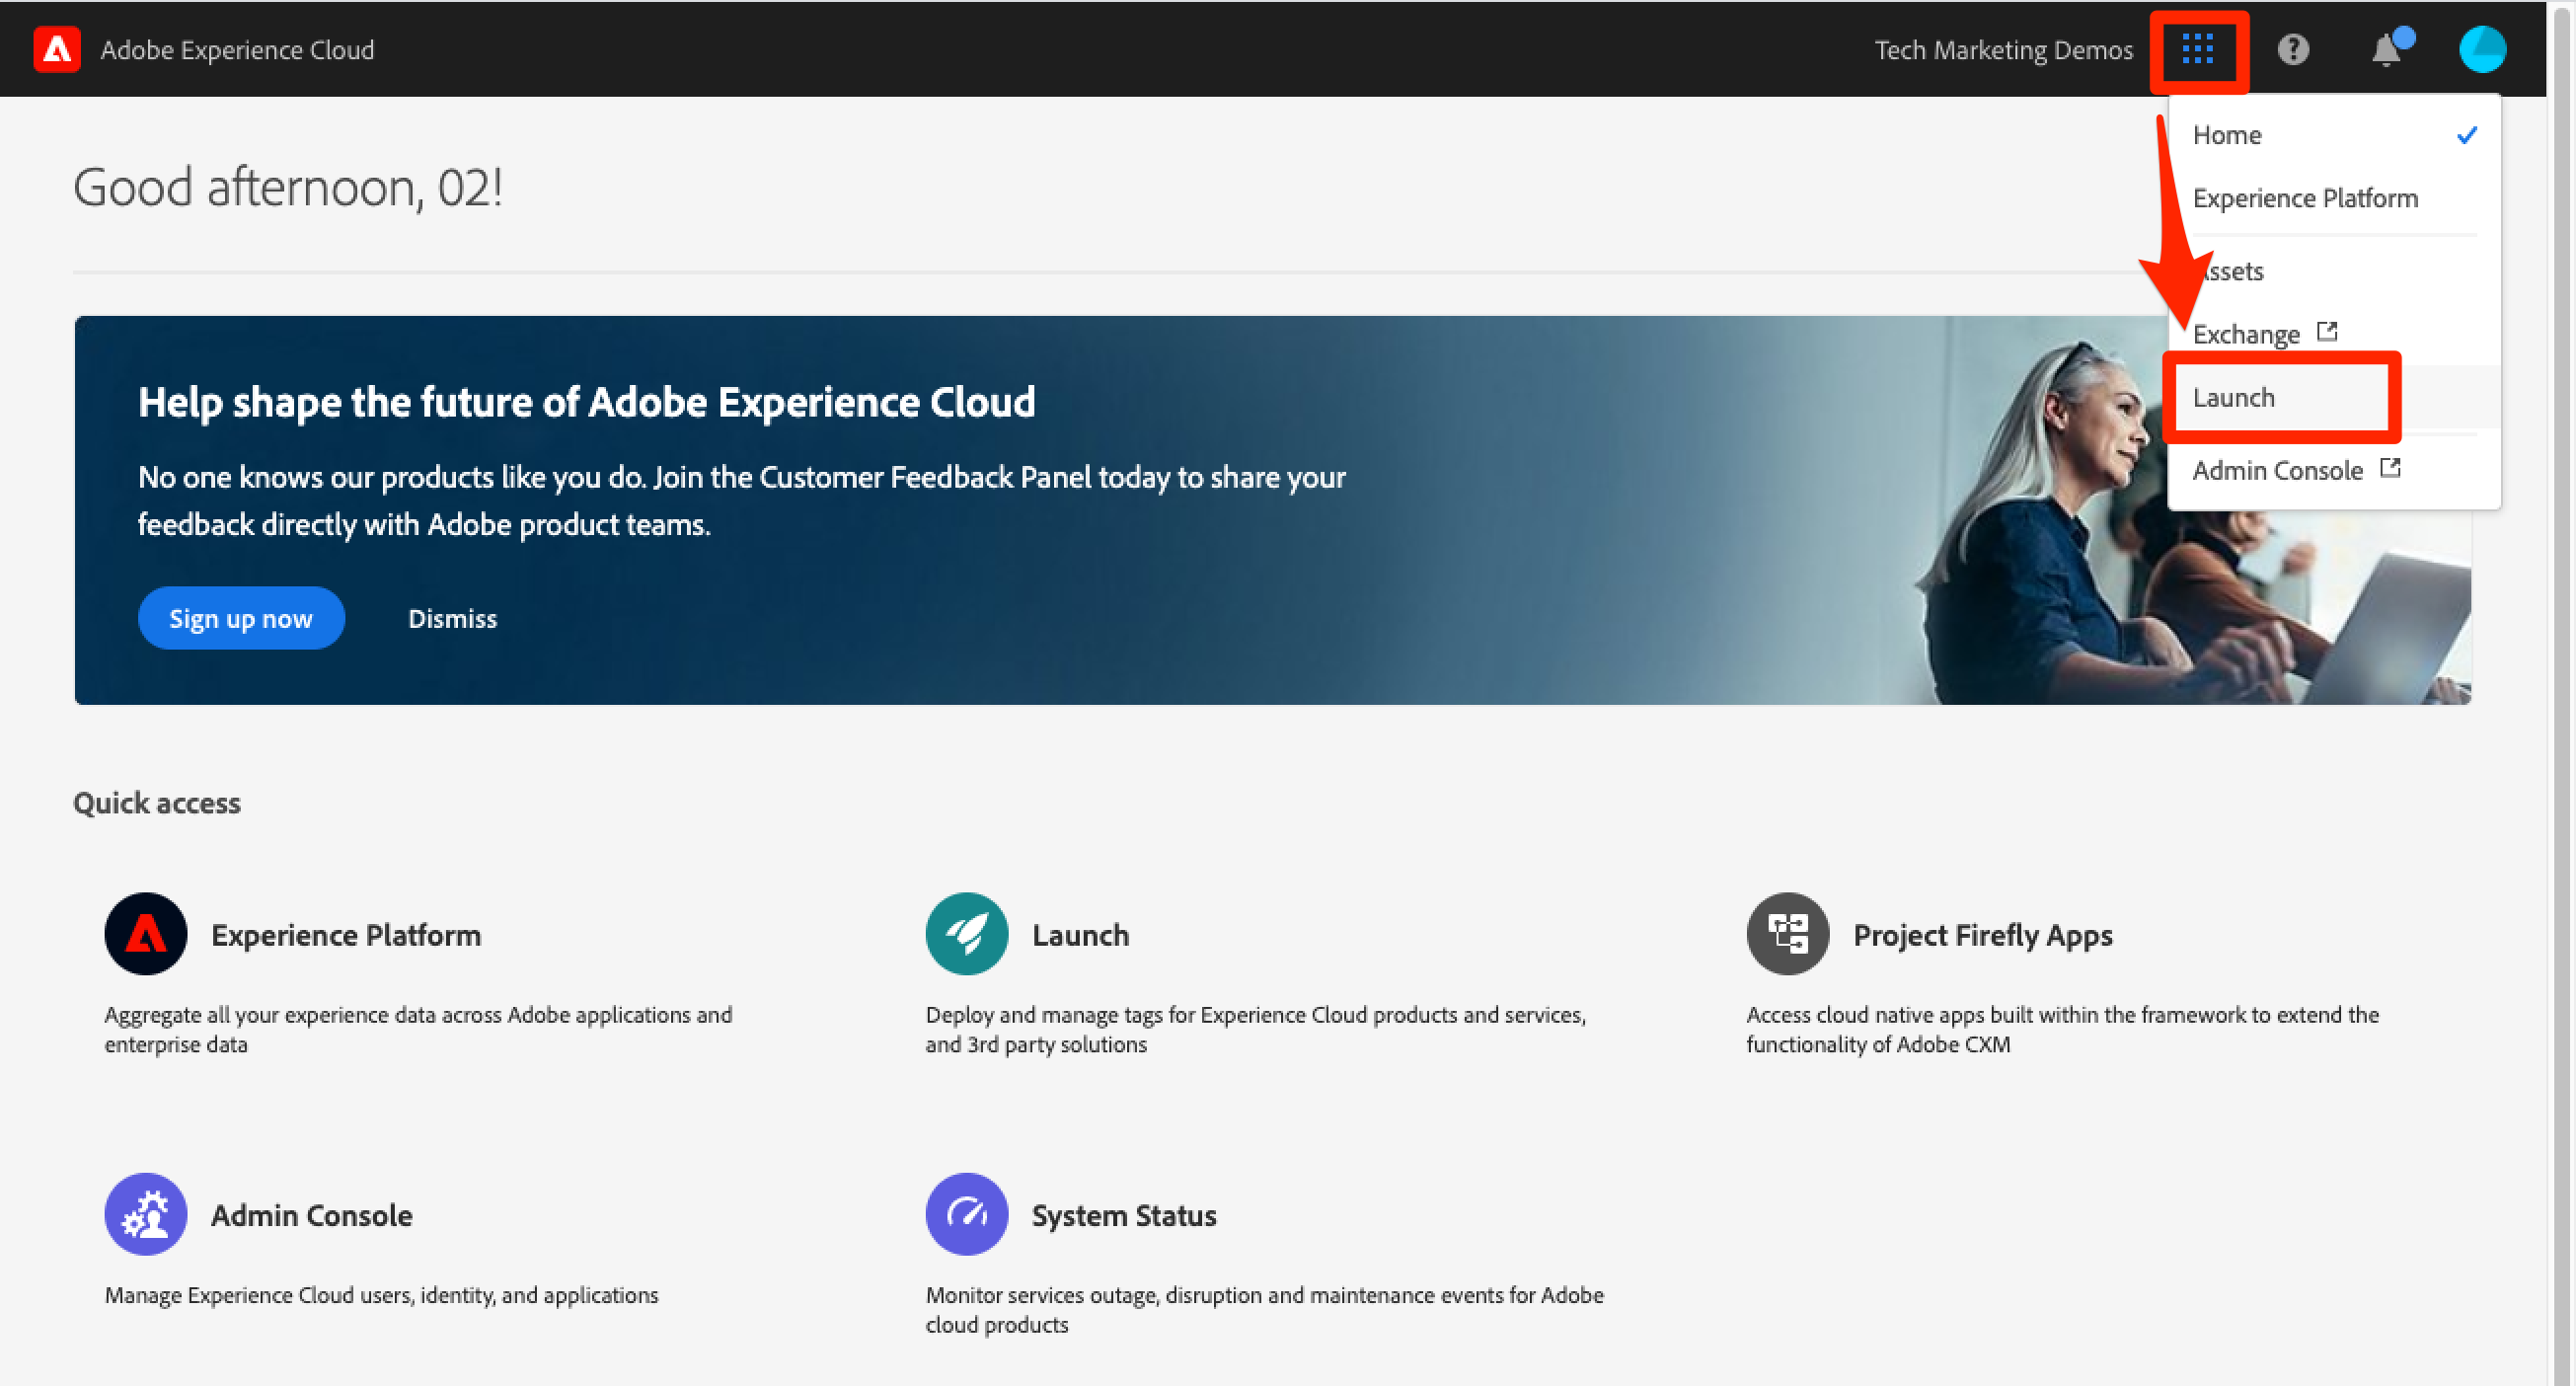 Adobe Experience Cloud
Tech Marketing Demos
Home
Experience Platform
Exchange
Launch
Admin Console
Good afternoon, 02!
Help shape the future of Adobe Experience Cloud
No one knows our products like you do. Join the Customer Feedback Panel today to share your
feedback directly with Adobe product teams.
Sign up now
Dismiss
Quick access
Experience Platform
Aggregate all your experience data across Adobe applications and
enterprise data
Launch
Deploy and manage tags for Experience Cloud products and services,
and 3rd party solutions
Project Firefly Apps
Access cloud native apps built within the framework to extend the
functionality of Adobe CXM
Admin Console
Manage Experience Cloud users, identity, and applications
System Status
Monitor services outage, disruption and maintenance events for Adobe
cloud products